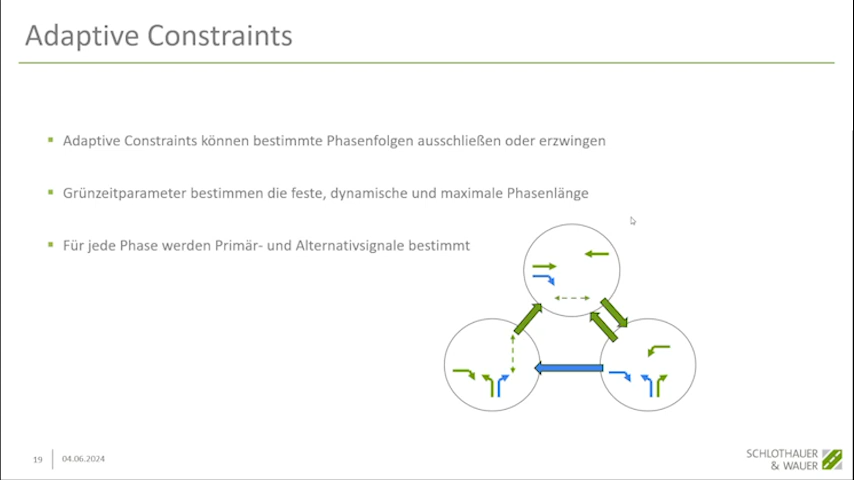 Adaptive Constraints
Adaptive Constraints können bestimmte Phasenfolgen ausschließen oder erzwingen
Grünzeitparameter bestimmen die feste, dynamische und maximale Phasenlänge
Für jede Phase werden Primär- und Alternativsignale bestimmt
19
04.06.2024
SCHLOTHAUER
& WAUER